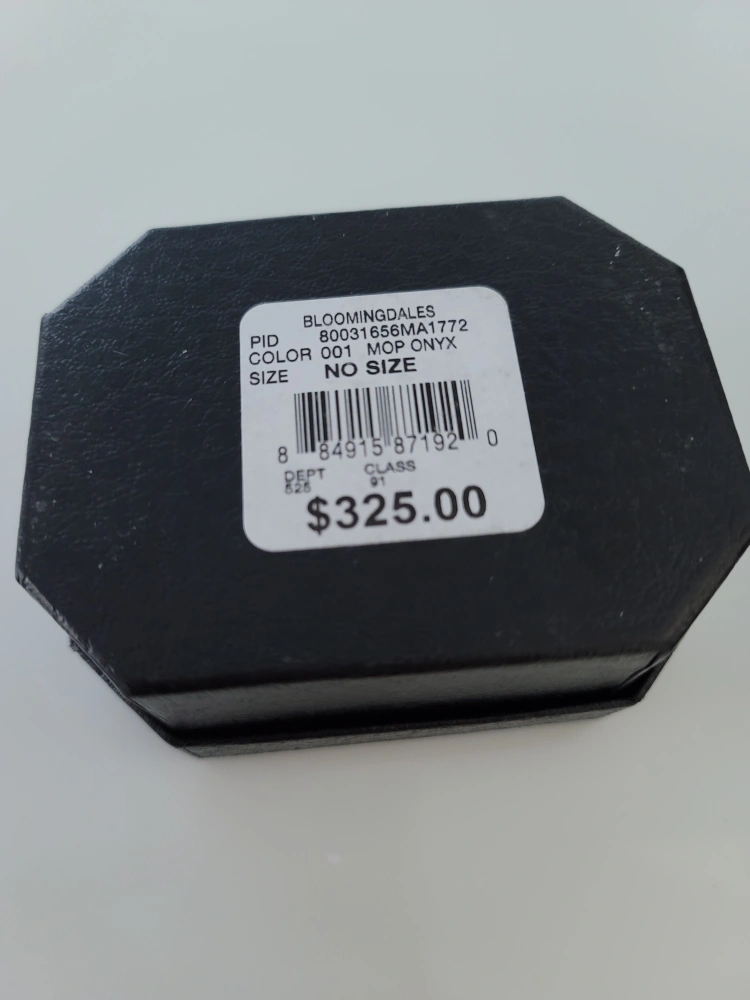 BLOOMINGDALES
PID 80031656MA1772
COLOR 001 MOP ONYX
SIZE NO SIZE
8 84915 87192 0
DEPT CLASS
525 91
$325.00